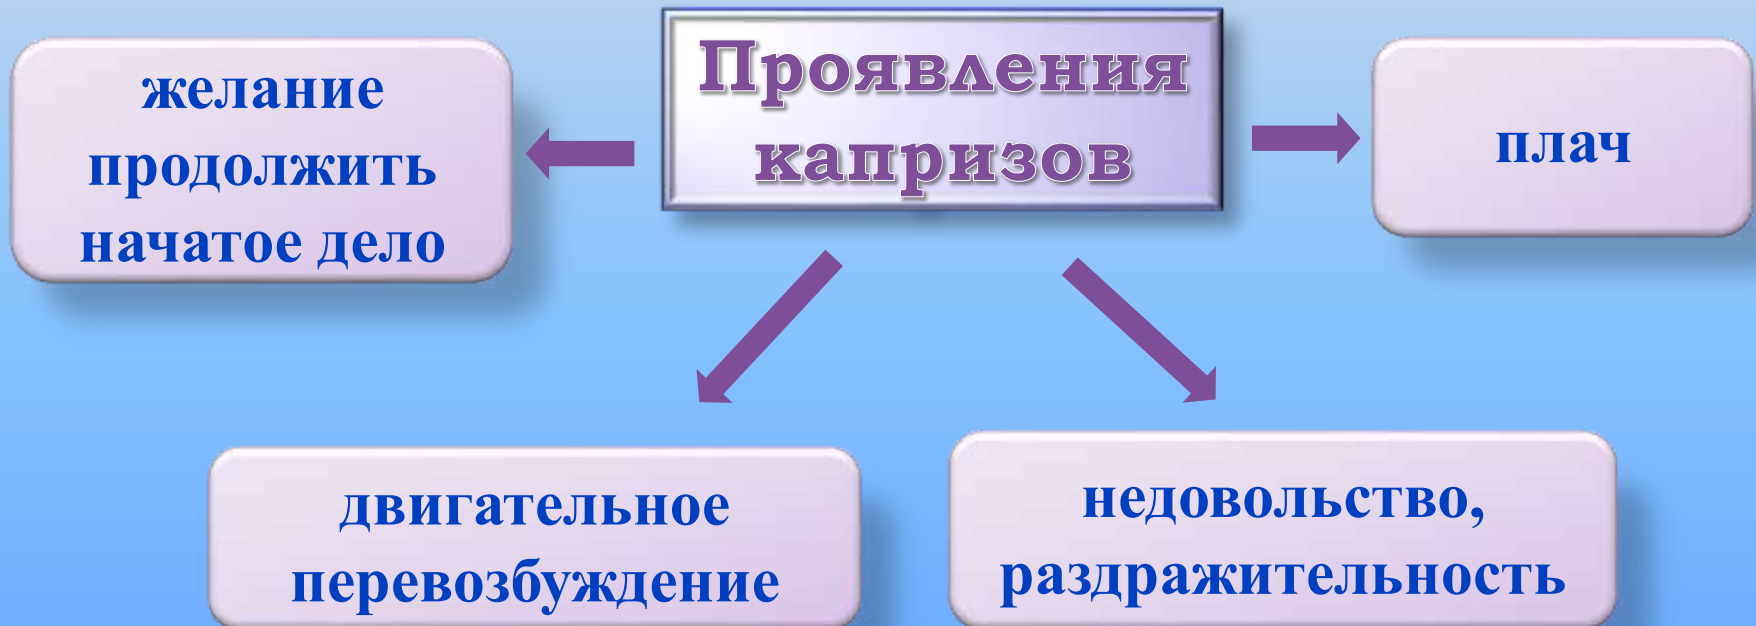 Проявления
капризов
желание
продолжить
начатое дело
плач
двигательное
перевозбуждение
недовольство,
раздражительность